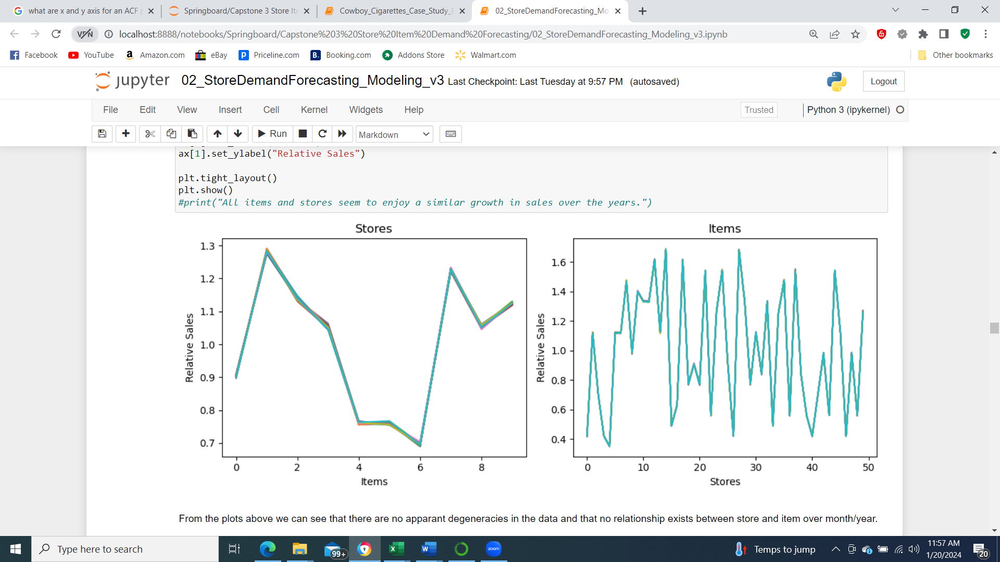 what are x and y axis for an ACF
Springboard/Capstone 3 Store Ite
Cowboy_Cigarettes_Case_Study_E
02_StoreDemandForecasting_Mo
VPN
localhost:8888/notebooks/Springboard/Capstone%203%20Store%20Item%20Demand%20Forecasting/02_StoreDemandForecasting_Modeling_v3.ipynb
Facebook YouTube Amazon.com eBay Priceline.com Booking.com Addons Store Walmart.com Other bookmarks
jupyter 02_StoreDemandForecasting_Modeling_v3 Last Checkpoint: Last Tuesday at 9:57 PM (autosaved) Logout
File Edit View Insert Cell Kernel Widgets Help Trusted Python 3 (ipykernel)
Run Markdown
ax[1].set_ylabel("Relative Sales")
plt.tight_layout()
plt.show()
#print("All items and stores seem to enjoy a similar growth in sales over the years.")
Stores
1.3
1.2
1.1
1.0
0.9
0.8
0.7
Relative Sales
0 2 4 6 8
Items
Items
1.6
1.4
1.2
1.0
0.8
0.6
0.4
Relative Sales
0 10 20 30 40 50
Stores
From the plots above we can see that there are no apparant degeneracies in the data and that no relationship exists between store and item over month/year.
Type here to search
99+
zoom
Temps to jump
11:57 AM
1/20/2024
20